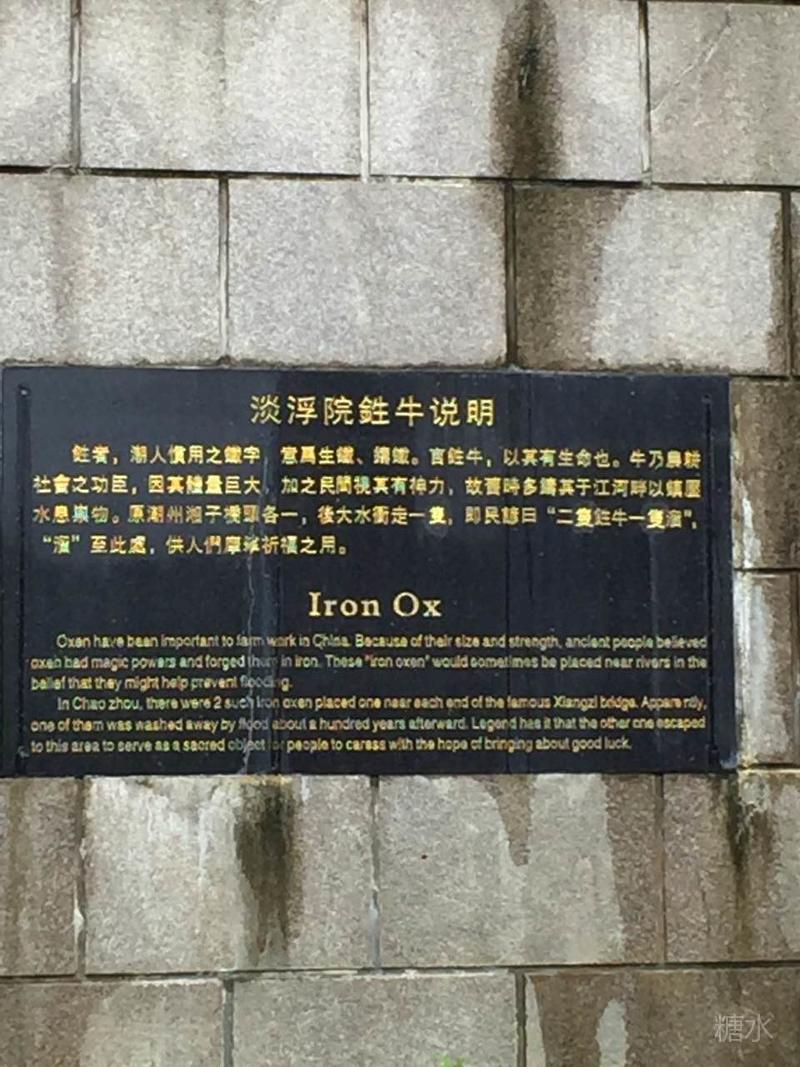 淡浮院鉎牛说明
鉎者，潮人慣用之鐵字，意爲生鐵、鏽鐵。言鉎牛，以其有生命也。牛乃農耕
社會之功臣，因其體量巨大，加之民間視其有神力，故舊時多鑄其于江河畔以鎮壓
水患祟物。原潮州湘子橋頭各一，後大水衝走一隻，即民諺曰“二隻鉎牛一隻溜”，
“溜”至此處，供人們摩挲祈福之用。
Iron Ox
Oxen have been important to farm work in China. Because of their size and strength, ancient people believed
oxen had magic powers and forged them in iron. These "iron oxen" would sometimes be placed near rivers in the
belief that they might help prevent flooding.
In Chao zhou, there were 2 such iron oxen placed one near each end of the famous Xiangzi bridge. Apparently,
one of them was washed away by flood about a hundred years afterward. Legend has it that the other one escaped
to this area to serve as a sacred object for people to caress with the hope of bringing about good luck.
糖水